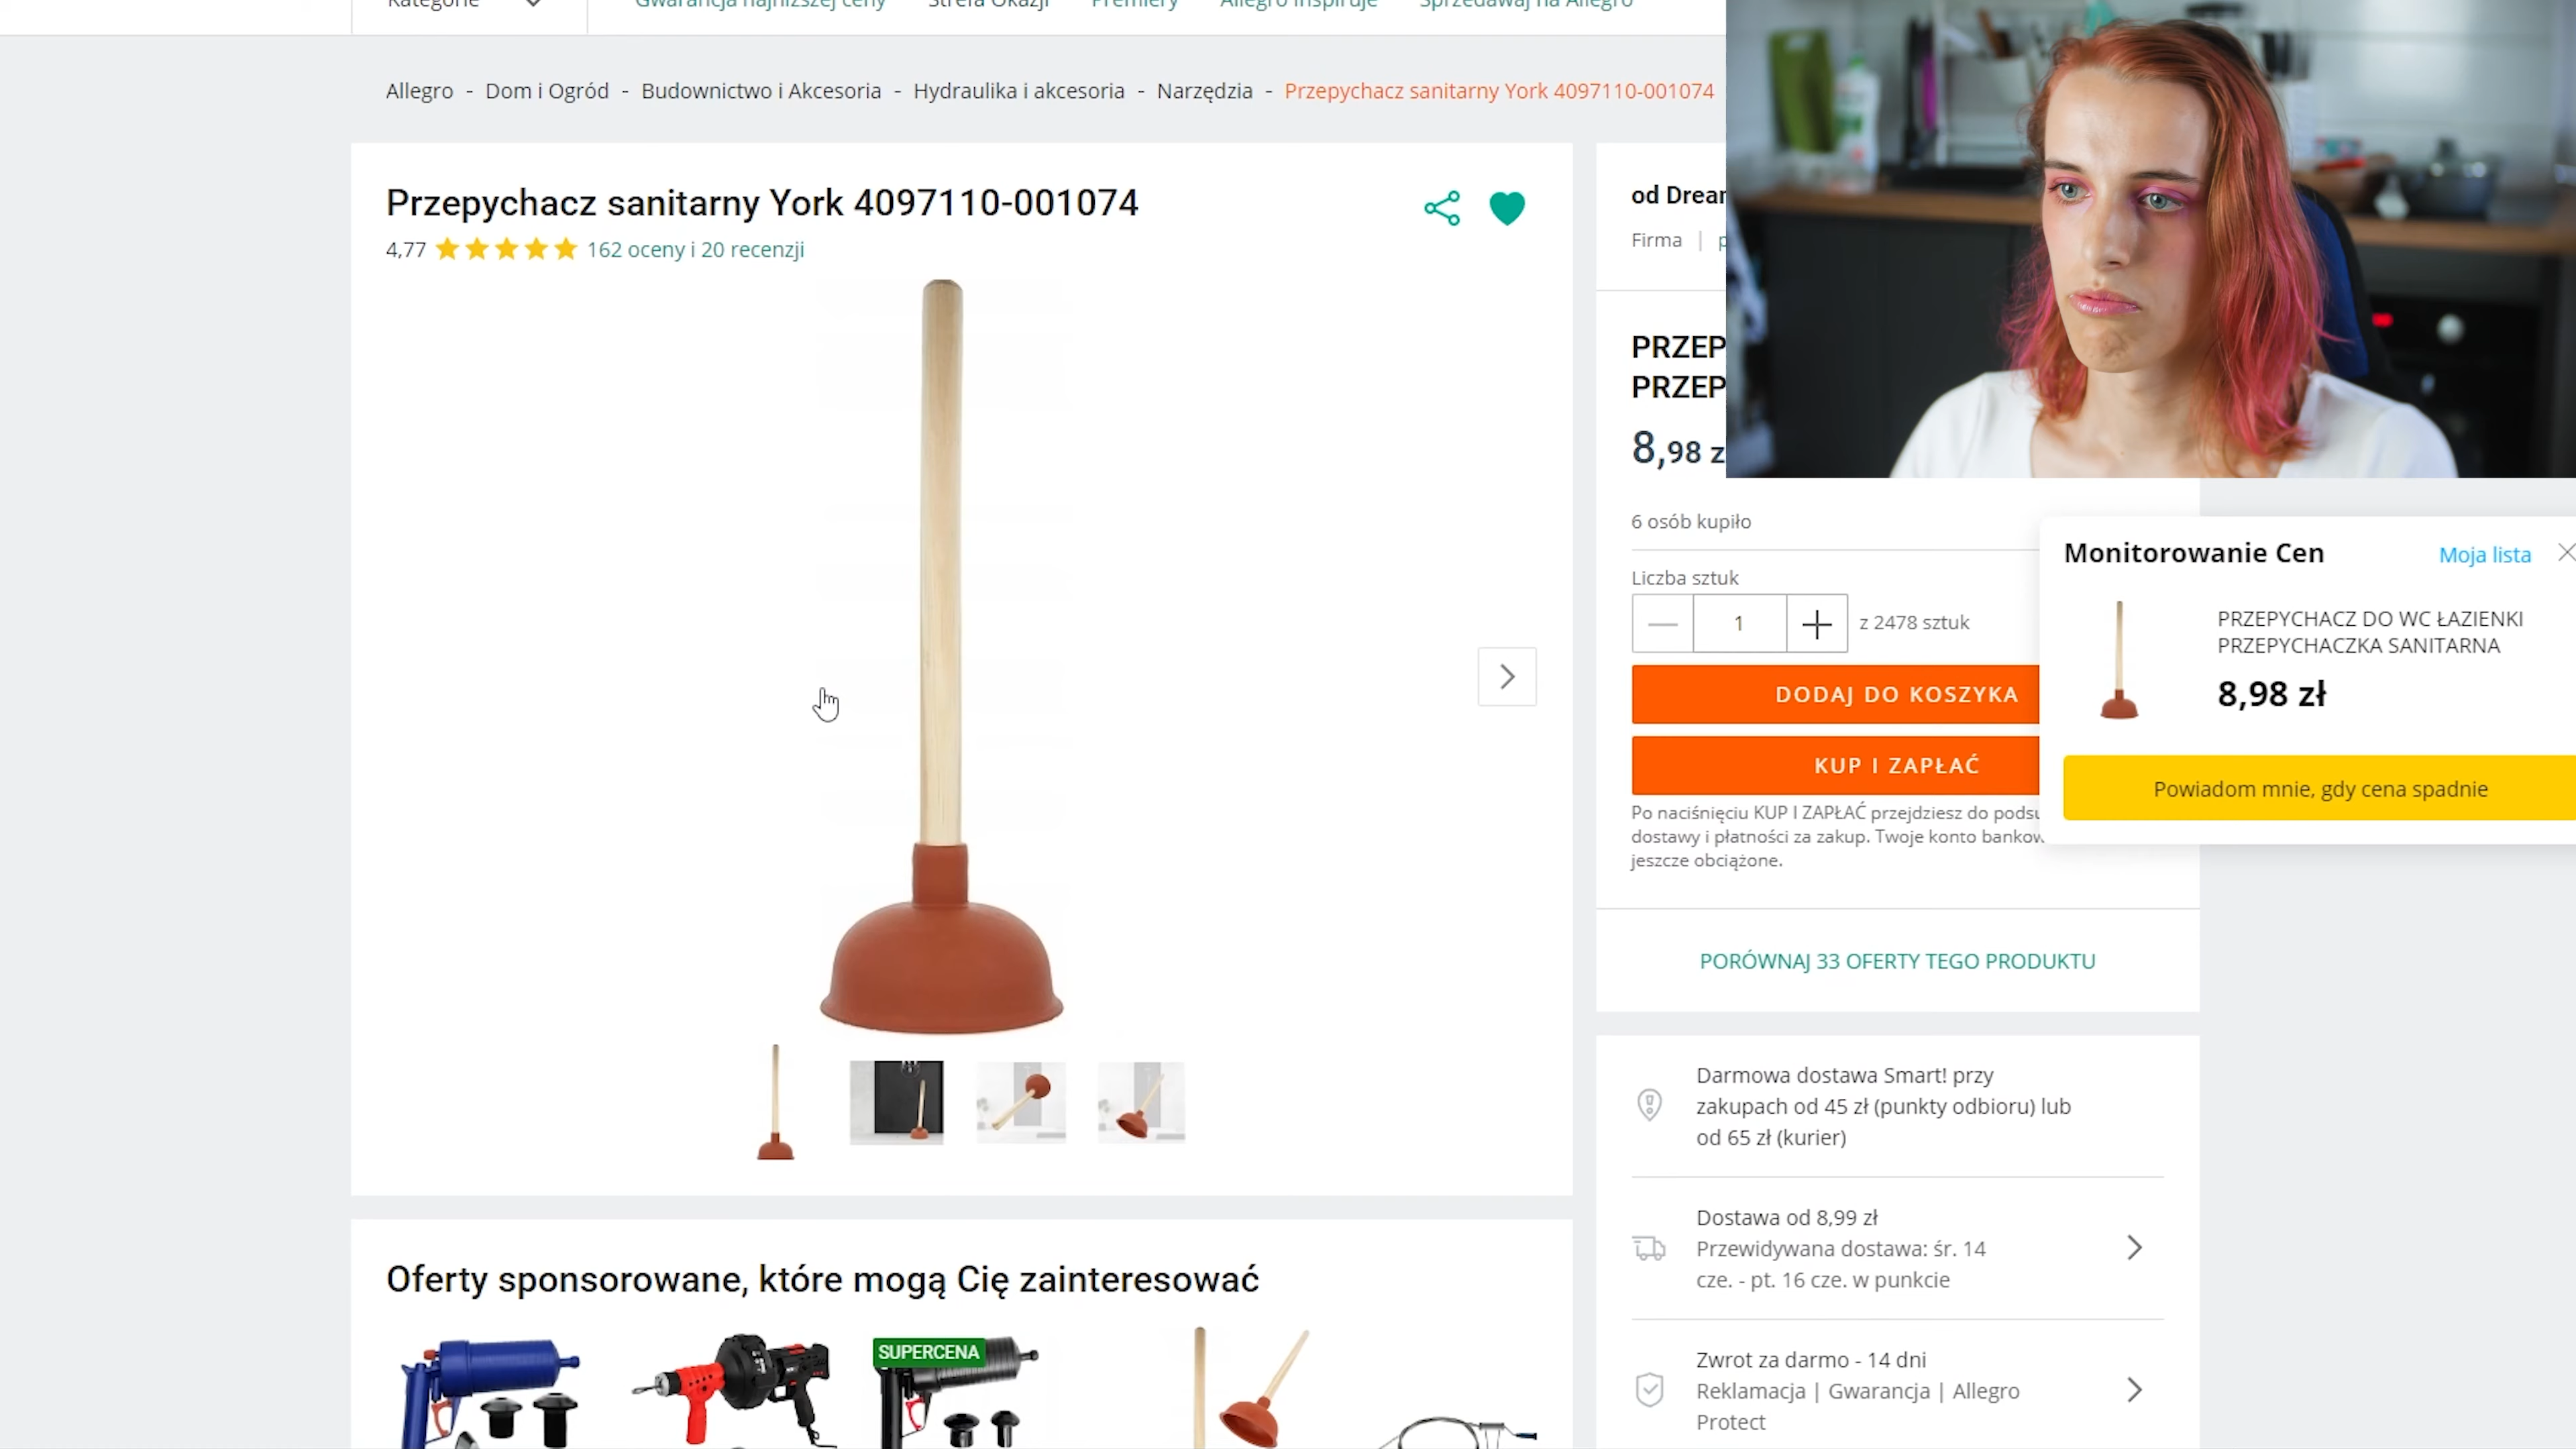 Kategorie
Gwarancja najniższej ceny
Strefa Okazji
Premiery
Allegro Inspiruje
Sprzedawaj na Allegro
Allegro - Dom i Ogród - Budownictwo i Akcesoria - Hydraulika i akcesoria - Narzędzia - Przepychacz sanitarny York 4097110-001074
Przepychacz sanitarny York 4097110-001074
4,77 162 oceny i 20 recenzji
Oferty sponsorowane, które mogą Cię zainteresować
SUPERCENA
od
Firma |
8,98 z
6 osób kupiło
Liczba sztuk
1 z 2478 sztuk
DODAJ DO KOSZYKA
KUP I ZAPŁAĆ
Po naciśnięciu KUP I ZAPŁAĆ przejdziesz do
dostawy i płatności za zakup. Twoje konto
jeszcze obciążone.
PORÓWNAJ 33 OFERTY TEGO PRODUKTU
Darmowa dostawa Smart! przy
zakupach od 45 zł (punkty odbioru) lub
od 65 zł (kurier)
Dostawa od 8,99 zł
Przewidywana dostawa: śr. 14
cze. - pt. 16 cze. w punkcie
Zwrot za darmo - 14 dni
Reklamacja | Gwarancja | Allegro
Protect
Monitorowanie Cen
Moja lista
PRZEPYCHACZ DO WC ŁAZIENKI
PRZEPYCHACZKA SANITARNA
8,98 zł
Powiadom mnie, gdy cena spadnie